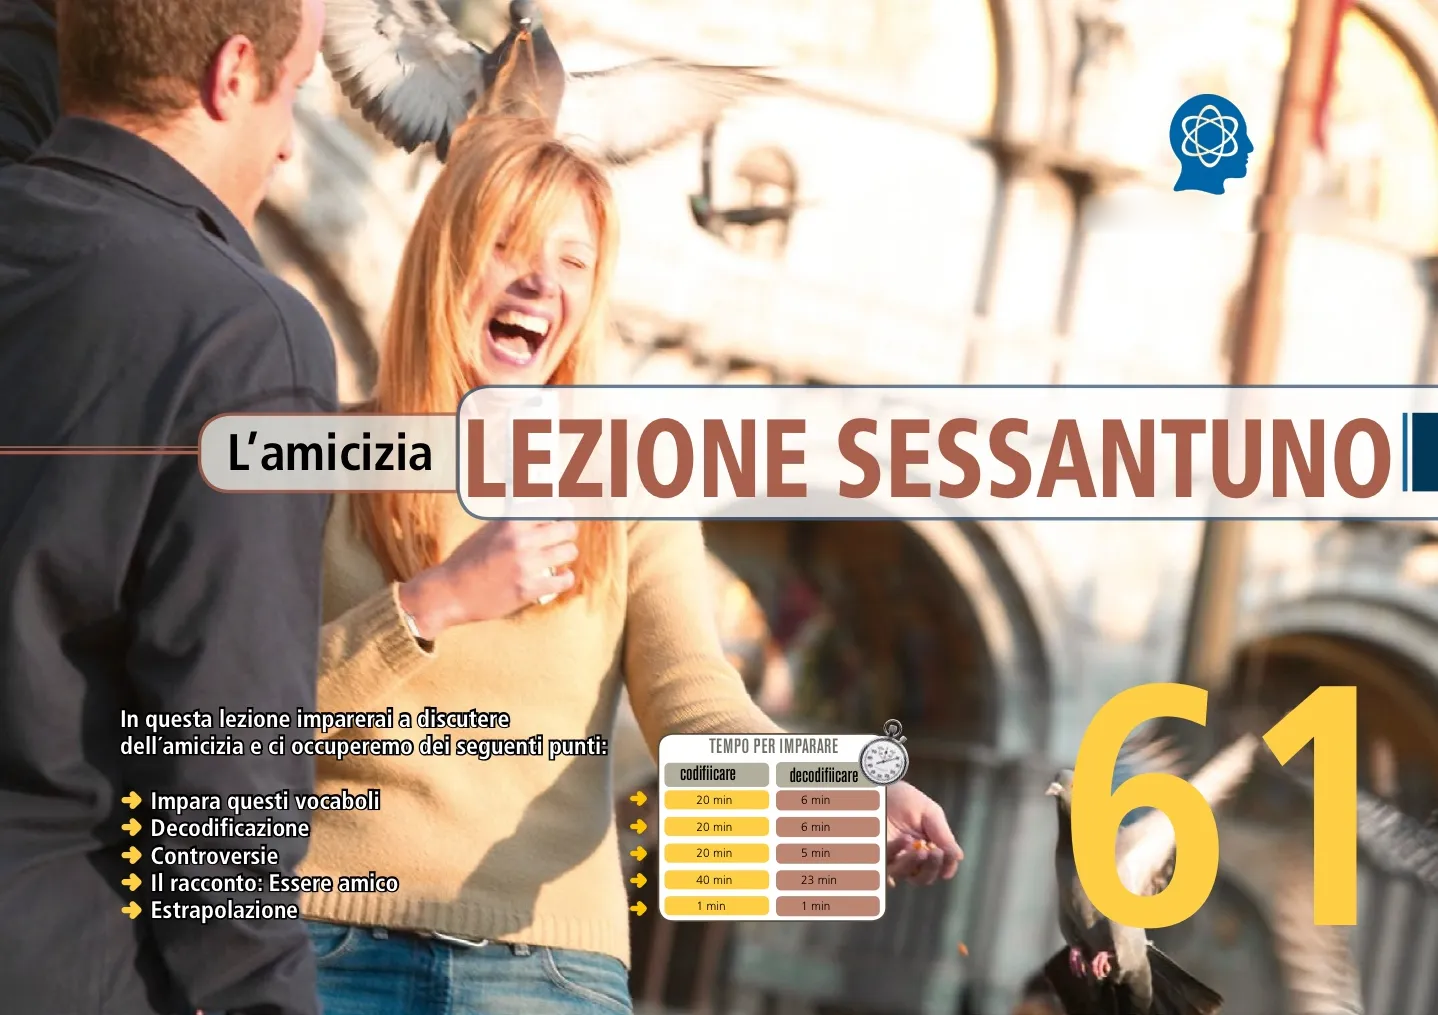 L'amicizia
LEZIONE SESSANTUNO
In questa lezione imparerai a discutere
dell'amicizia e ci occuperemo dei seguenti punti:
Impara questi vocaboli
Decodificazione
Controversie
Il racconto: Essere amico
Estrapolazione
TEMPO PER IMPARARE
codifiicare decodifiicare
20 min 6 min
20 min 6 min
20 min 5 min
40 min 23 min
1 min 1 min
61